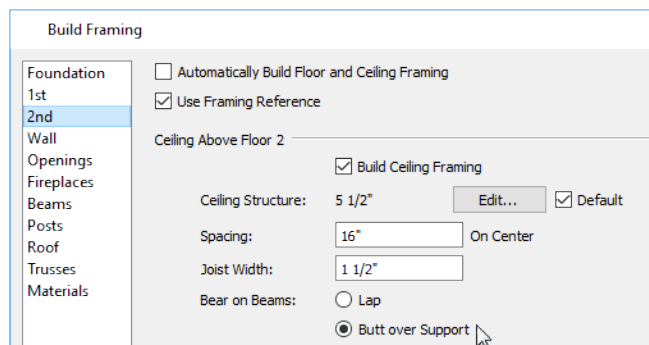 Build Framing
Foundation
1st
2nd
Wall
Openings
Fireplaces
Beams
Posts
Roof
Trusses
Materials
Automatically Build Floor and Ceiling Framing
Use Framing Reference
Ceiling Above Floor 2
Build Ceiling Framing
Ceiling Structure: 5 1/2" Edit... Default
Spacing: 16" On Center
Joist Width: 1 1/2"
Bear on Beams: Lap
Butt over Support